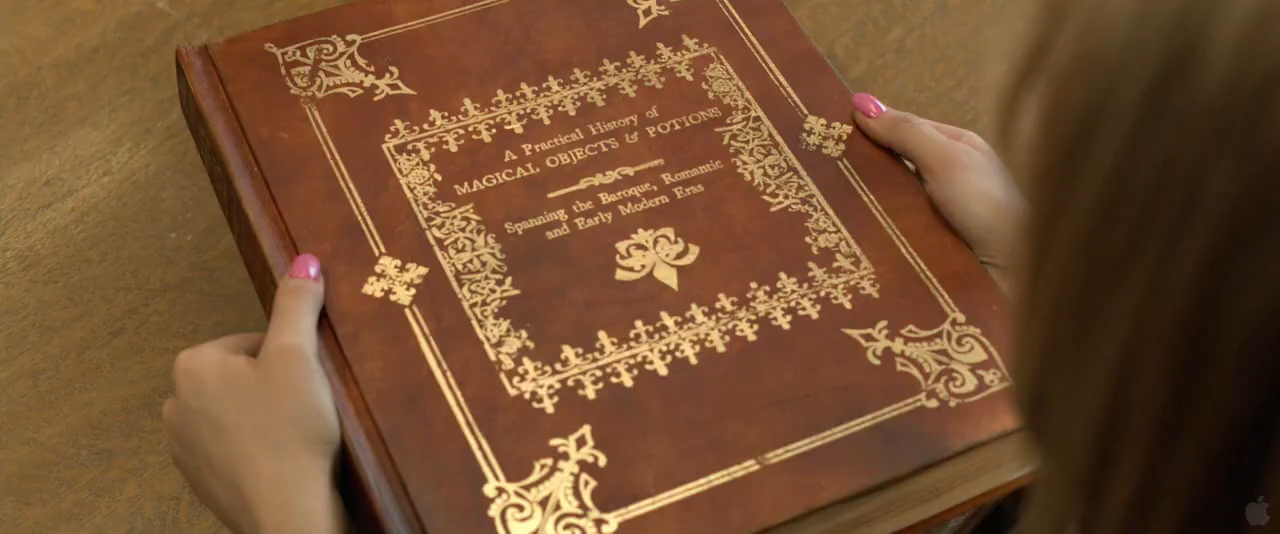 A Practical History of
MAGICAL OBJECTS & POTIONS
Spanning the Baroque, Romantic
and Early Modern Eras